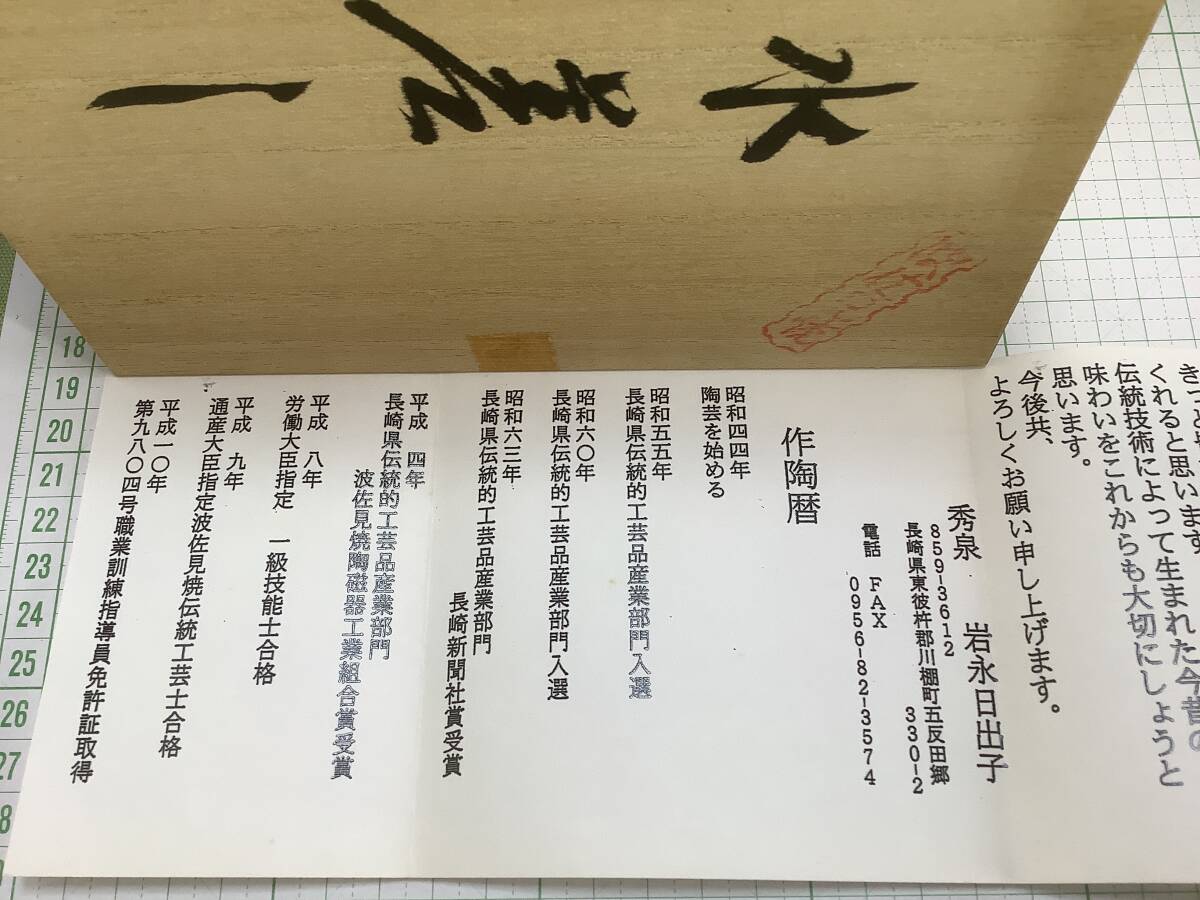 きっと
くれると思います
伝統技術によって生まれた今昔の
味わいをこれからも大切にしようと
思います。
今後共、
よろしくお願い申し上げます。
秀泉 岩永日出子
859-3612
長崎県東彼杵郡川棚町五反田郷
330-2
電話 FAX
0956-82-3574
作陶暦
昭和四四年
陶芸を始める
昭和五五年
長崎県伝統的工芸品産業部門入選
昭和六〇年
長崎県伝統的工芸品産業部門入選
昭和六三年
長崎県伝統的工芸品産業部門
長崎新聞社賞受賞
平成 四年
長崎県伝統的工芸品産業部門
波佐見焼陶磁器工業組合賞受賞
平成 八年
労働大臣指定 一級技能士合格
平成 九年
通産大臣指定波佐見焼伝統工芸士合格
平成一〇年
第九八〇四号職業訓練指導員免許証取得
18
19
20
21
22
23
24
25
26
27